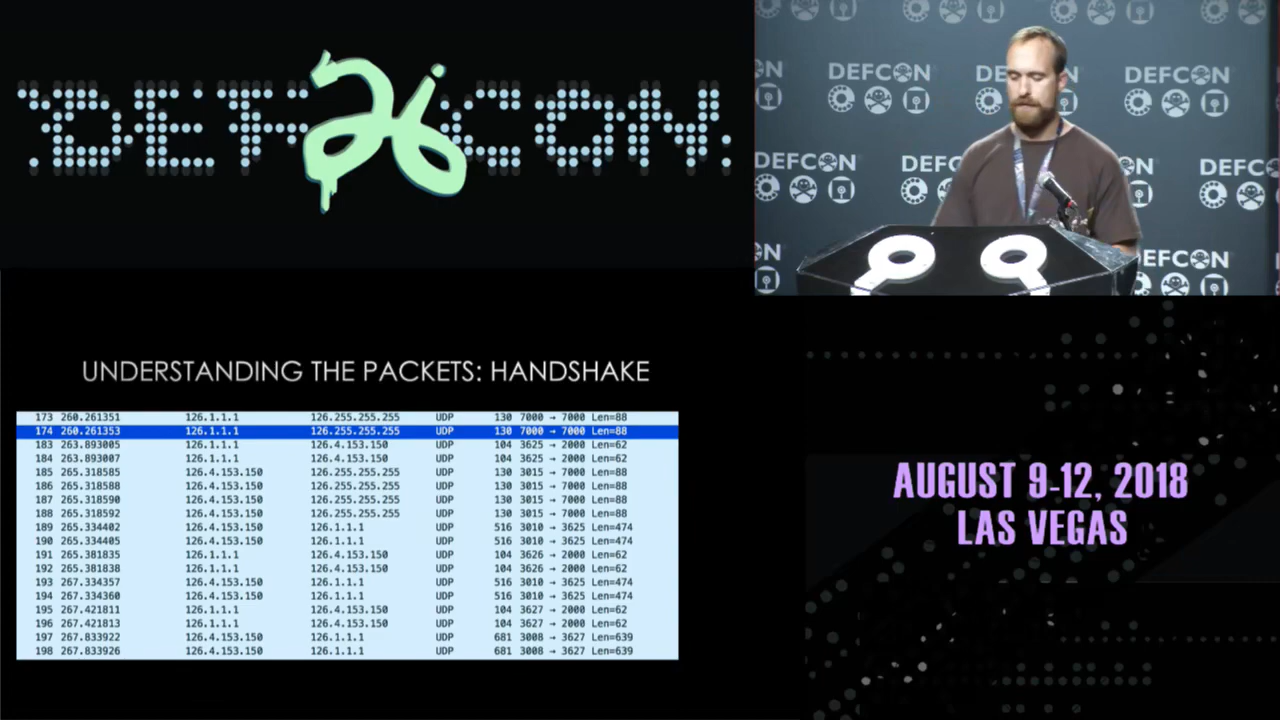 DEF 26 CON
DEFCON DEFCON DEFCON
DEFCON DEFCON DEFC
EFCON
UNDERSTANDING THE PACKETS: HANDSHAKE
173 260.261351 126.1.1.1 126.255.255.255 UDP 130 7000 → 7000 Len=88
174 260.261353 126.1.1.1 126.255.255.255 UDP 130 7000 → 7000 Len=88
183 263.893005 126.1.1.1 126.4.153.150 UDP 104 3625 → 2000 Len=62
184 263.893007 126.1.1.1 126.4.153.150 UDP 104 3625 → 2000 Len=62
185 265.318585 126.4.153.150 126.255.255.255 UDP 130 3015 → 7000 Len=88
186 265.318588 126.4.153.150 126.255.255.255 UDP 130 3015 → 7000 Len=88
187 265.318590 126.4.153.150 126.255.255.255 UDP 130 3015 → 7000 Len=88
188 265.318592 126.4.153.150 126.255.255.255 UDP 130 3015 → 7000 Len=88
189 265.334402 126.4.153.150 126.1.1.1 UDP 516 3010 → 3625 Len=474
190 265.334405 126.4.153.150 126.1.1.1 UDP 516 3010 → 3625 Len=474
191 265.381835 126.1.1.1 126.4.153.150 UDP 104 3626 → 2000 Len=62
192 265.381838 126.1.1.1 126.4.153.150 UDP 104 3626 → 2000 Len=62
193 267.334357 126.4.153.150 126.1.1.1 UDP 516 3010 → 3625 Len=474
194 267.334360 126.4.153.150 126.1.1.1 UDP 516 3010 → 3625 Len=474
195 267.421811 126.1.1.1 126.4.153.150 UDP 104 3627 → 2000 Len=62
196 267.421813 126.1.1.1 126.4.153.150 UDP 104 3627 → 2000 Len=62
197 267.833922 126.4.153.150 126.1.1.1 UDP 681 3008 → 3627 Len=639
198 267.833926 126.4.153.150 126.1.1.1 UDP 681 3008 → 3627 Len=639
AUGUST 9-12, 2018
LAS VEGAS